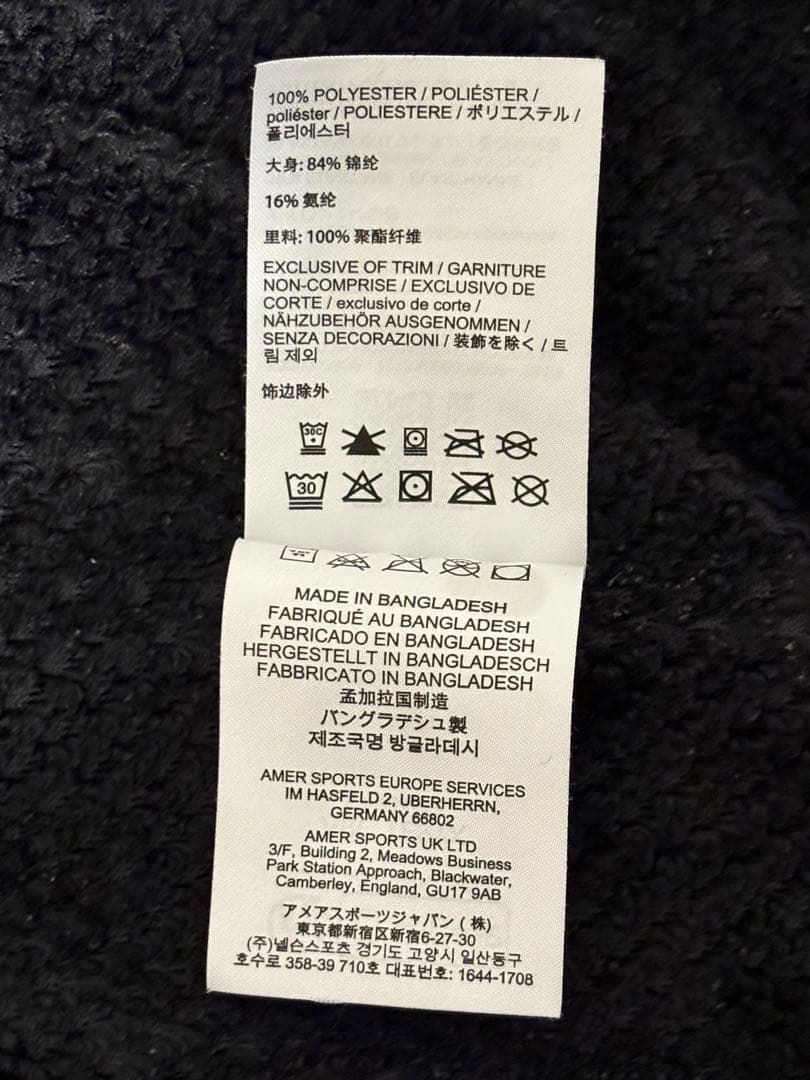 100% POLYESTER / POLIÉSTER /
poliéster / POLIESTERE / ポリエステル /
폴리에스터
大身: 84% 锦纶
16% 氨纶
里料: 100% 聚酯纤维
EXCLUSIVE OF TRIM / GARNITURE
NON-COMPRISE / EXCLUSIVO DE
CORTE / exclusivo de corte /
NÄHZUBEHÖR AUSGENOMMEN /
SENZA DECORAZIONI / 装飾を除く / 트
림 제외
饰边除外
30C
30
MADE IN BANGLADESH
FABRIQUÉ AU BANGLADESH
FABRICADO EN BANGLADESH
HERGESTELLT IN BANGLADESCH
FABBRICATO IN BANGLADESH
孟加拉国制造
バングラデシュ製
제조국명 방글라데시
AMER SPORTS EUROPE SERVICES
IM HASFELD 2, UBERHERRN,
GERMANY 66802
AMER SPORTS UK LTD
3/F, Building 2, Meadows Business
Park Station Approach, Blackwater,
Camberley, England, GU17 9AB
アメアスポーツジャパン (株)
東京都新宿区新宿6-27-30
(주)넬슨스포츠 경기도 고양시 일산동구
호수로 358-39 710호 대표번호: 1644-1708